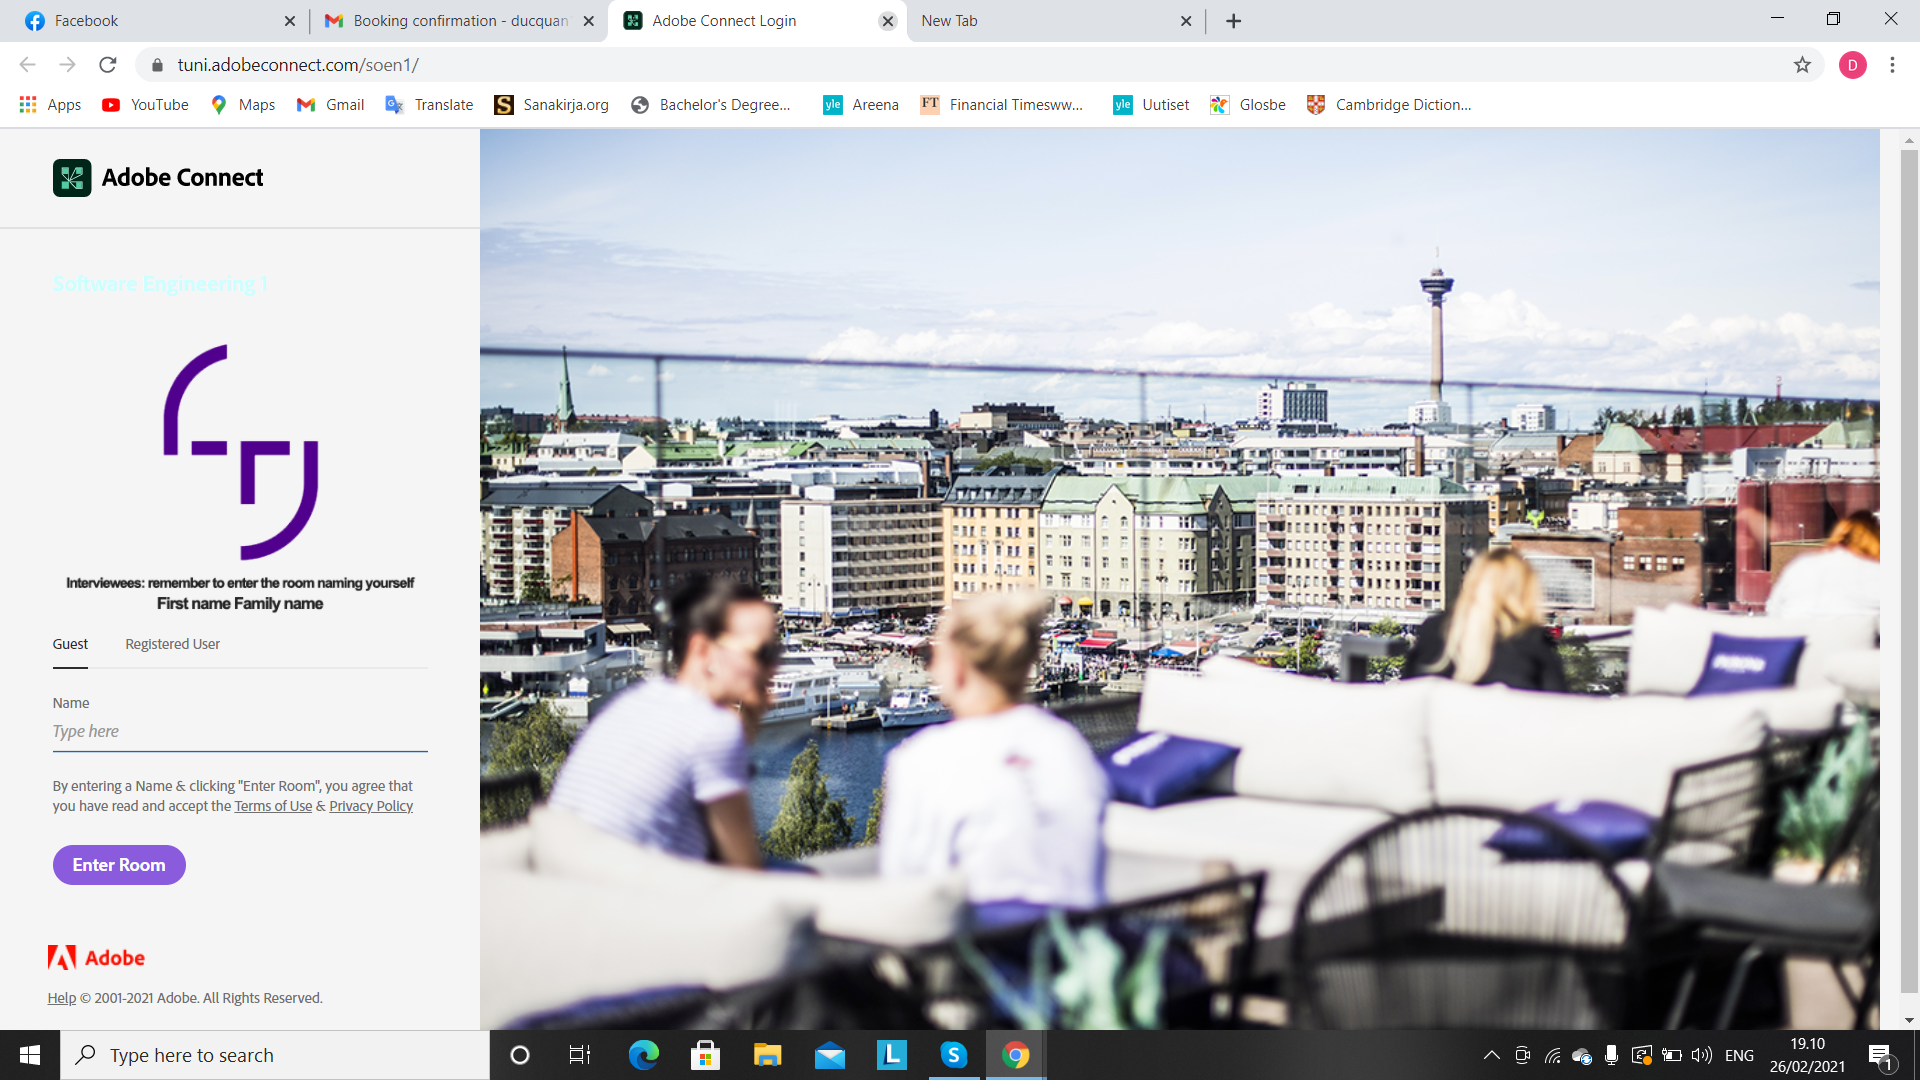 Facebook
Booking confirmation - ducquan
Adobe Connect Login
New Tab
tuni.adobeconnect.com/soen1/
D
Apps
YouTube
Maps
Gmail
Translate
Sanakirja.org
Bachelor's Degree...
yle Areena
FT Financial Timesww...
yle Uutiset
Glosbe
Cambridge Diction...
Adobe Connect
Software Engineering 1
Interviewees: remember to enter the room naming yourself
First name Family name
Guest
Registered User
Name
Type here
By entering a Name & clicking "Enter Room", you agree that
you have read and accept the Terms of Use & Privacy Policy
Enter Room
Adobe
Help © 2001-2021 Adobe. All Rights Reserved.
Type here to search
ENG
19.10
26/02/2021
1